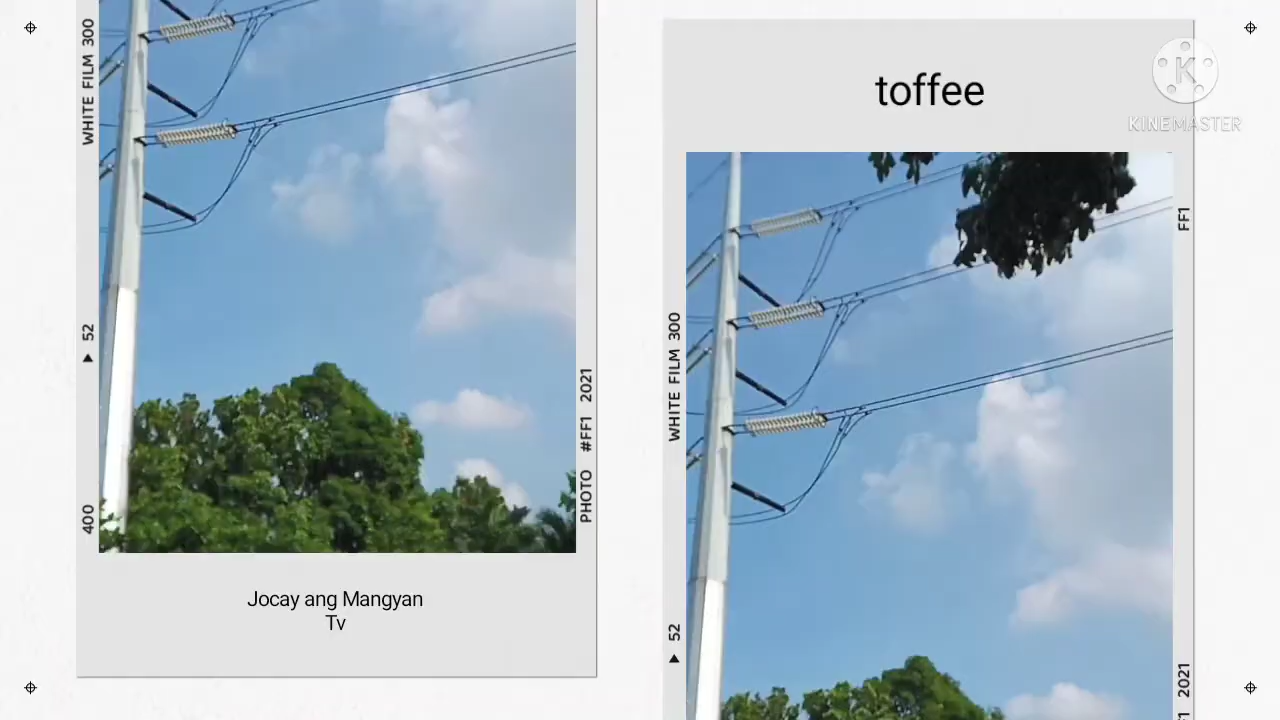 WHITE FILM 300
▶ 52
400
PHOTO #FF1 2021
Jocay ang Mangyan
Tv
toffee
K
KINEMASTER
WHITE FILM 300
▶ 52
FF1
1 2021